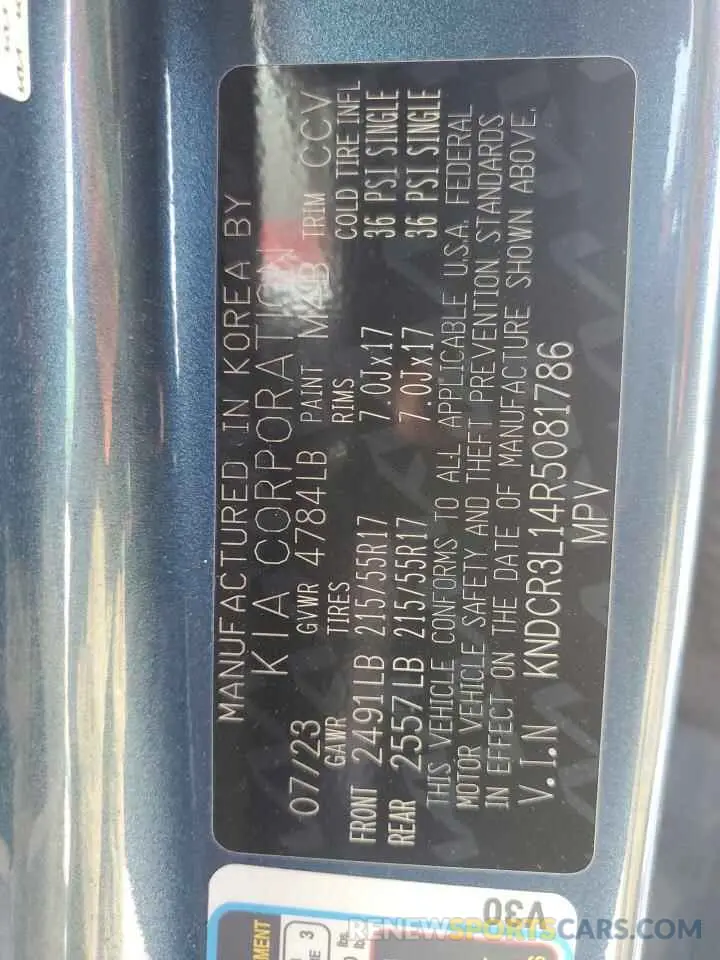 MANUFACTURED IN KOREA BY
KIA CORPORATION
07/23 GVWR 4784LB PAINT M4B TRIM CCV
GAWR TIRES RIMS COLD TIRE INFL
FRONT 2491LB 215/55R17 7.0Jx17 36 PSI SINGLE
REAR 2557LB 215/55R17 7.0Jx17 36 PSI SINGLE
THIS VEHICLE CONFORMS TO ALL APPLICABLE U.S.A. FEDERAL
MOTOR VEHICLE SAFETY AND THEFT PREVENTION STANDARDS
IN EFFECT ON THE DATE OF MANUFACTURE SHOWN ABOVE.
V.I.N KNDCR3L14R5081786
MPV
V30
3
lbs.
RENEWSPORTSCARS.COM